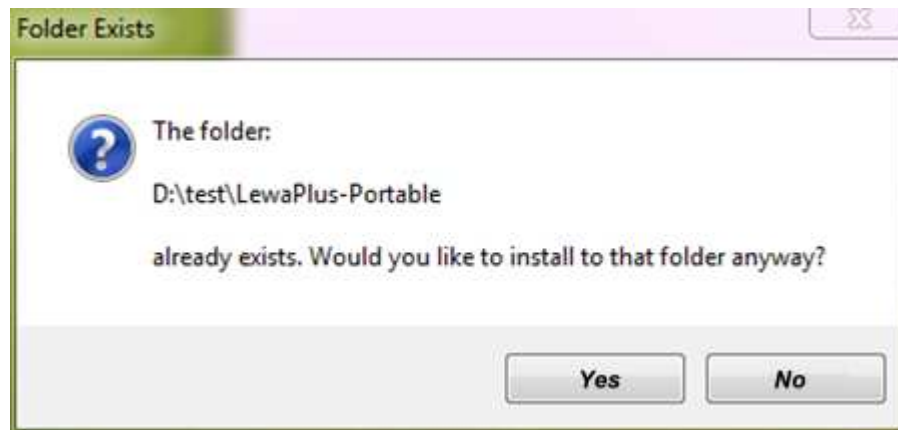 Folder Exists
The folder:
D:\test\LewaPlus-Portable
already exists. Would you like to install to that folder anyway?
Yes
No